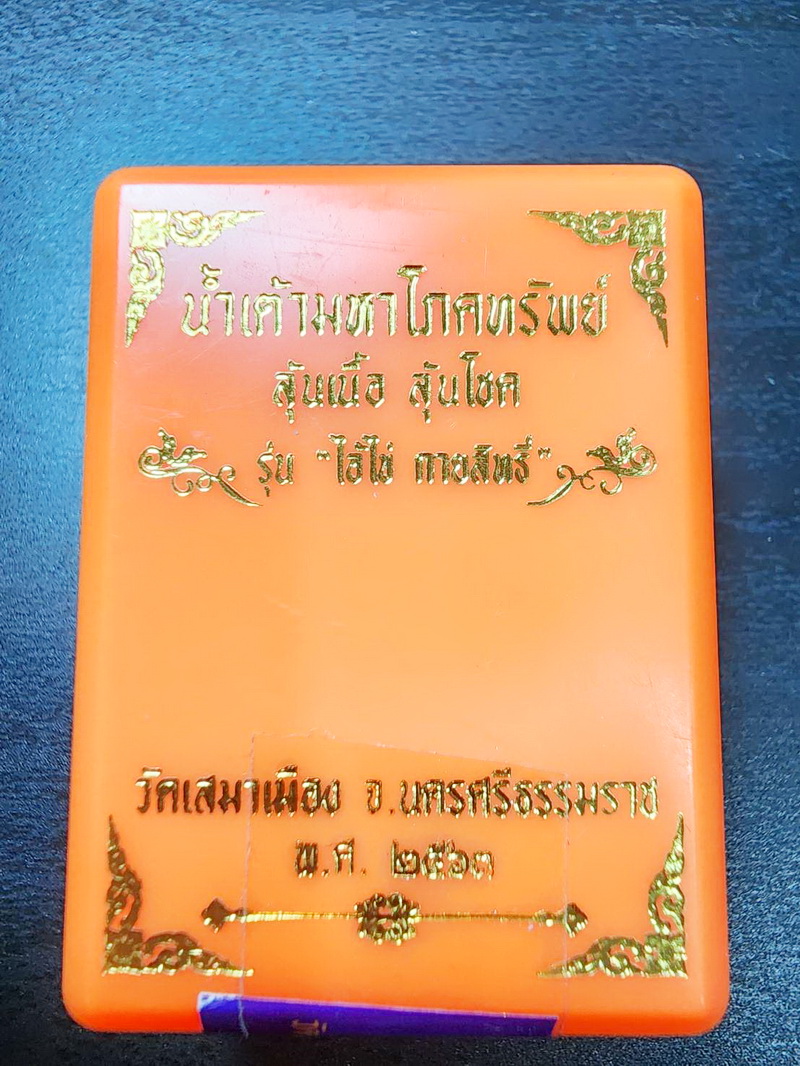 น้ำเต้ามหาโภคทรัพย์
ลุ้นเนื้อ ลุ้นโชค
รุ่น "ไอ้ไข่ กายสิทธิ์"
วัดเสมาเมือง จ.นครศรีธรรมราช
พ.ศ. ๒๕๖๓